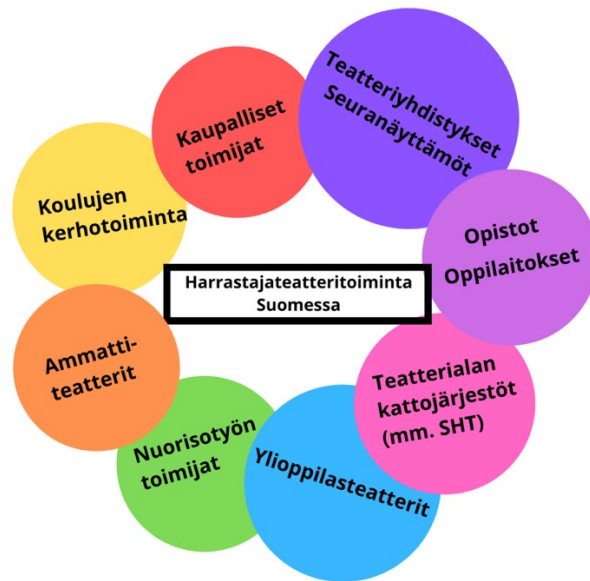 Harrastajateatteritoiminta
Suomessa
Teatteriyhdistykset
Seuranäyttämöt
Opistot
Oppilaitokset
Teatterialan
kattojärjestöt
(mm. SHT)
Ylioppilasteatterit
Nuorisotyön
toimijat
Ammatti-
teatterit
Koulujen
kerhotoiminta
Kaupalliset
toimijat